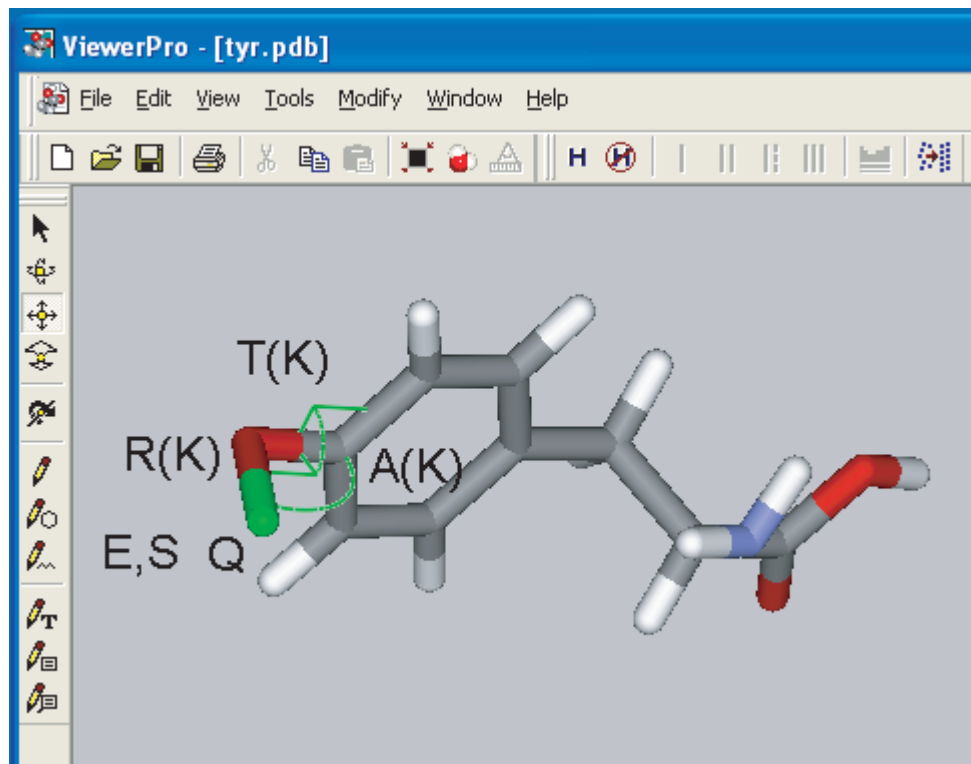 ViewerPro - [tyr.pdb]
File Edit View Tools Modify Window Help
H H
T(K)
R(K)
A(K)
E,S Q
T